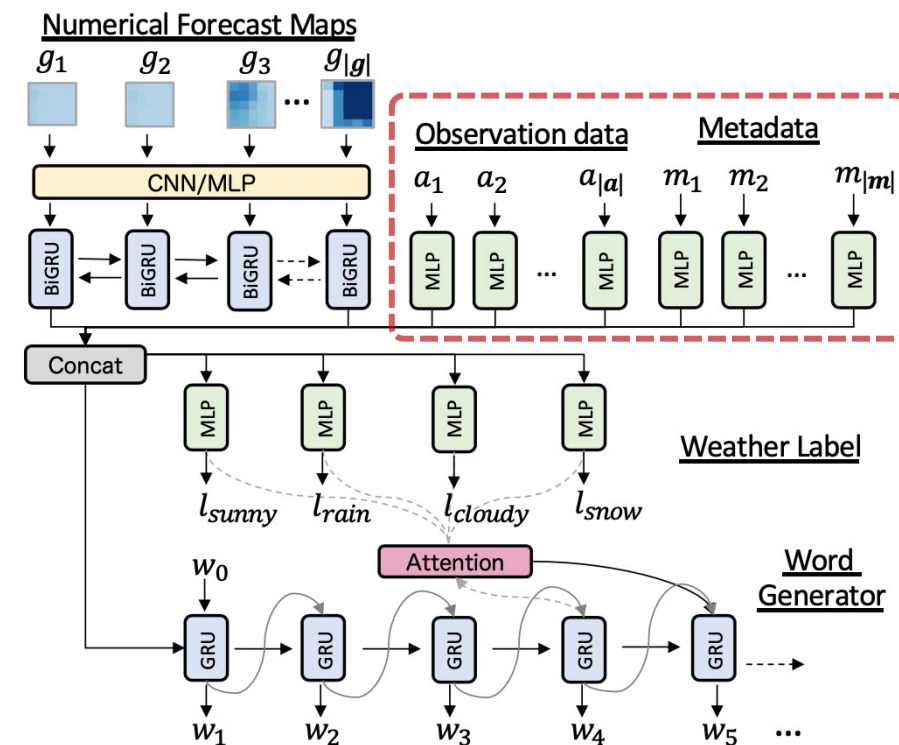 Numerical Forecast Maps
g1 g2 g3 ... g|g|
Observation data
Metadada
a1 a2 a|a| m1 m2 m|m|
CNN/MLP
BiGRU BiGRU BiGRU BiGRU
MLP MLP ... MLP MLP MLP ... MLP
Concat
MLP MLP MLP MLP
Weather Label
lsunny lrain lcloudy lsnow
Attention
w0
Word
Generator
GRU GRU GRU GRU GRU
w1 w2 w3 w4 w5 ...